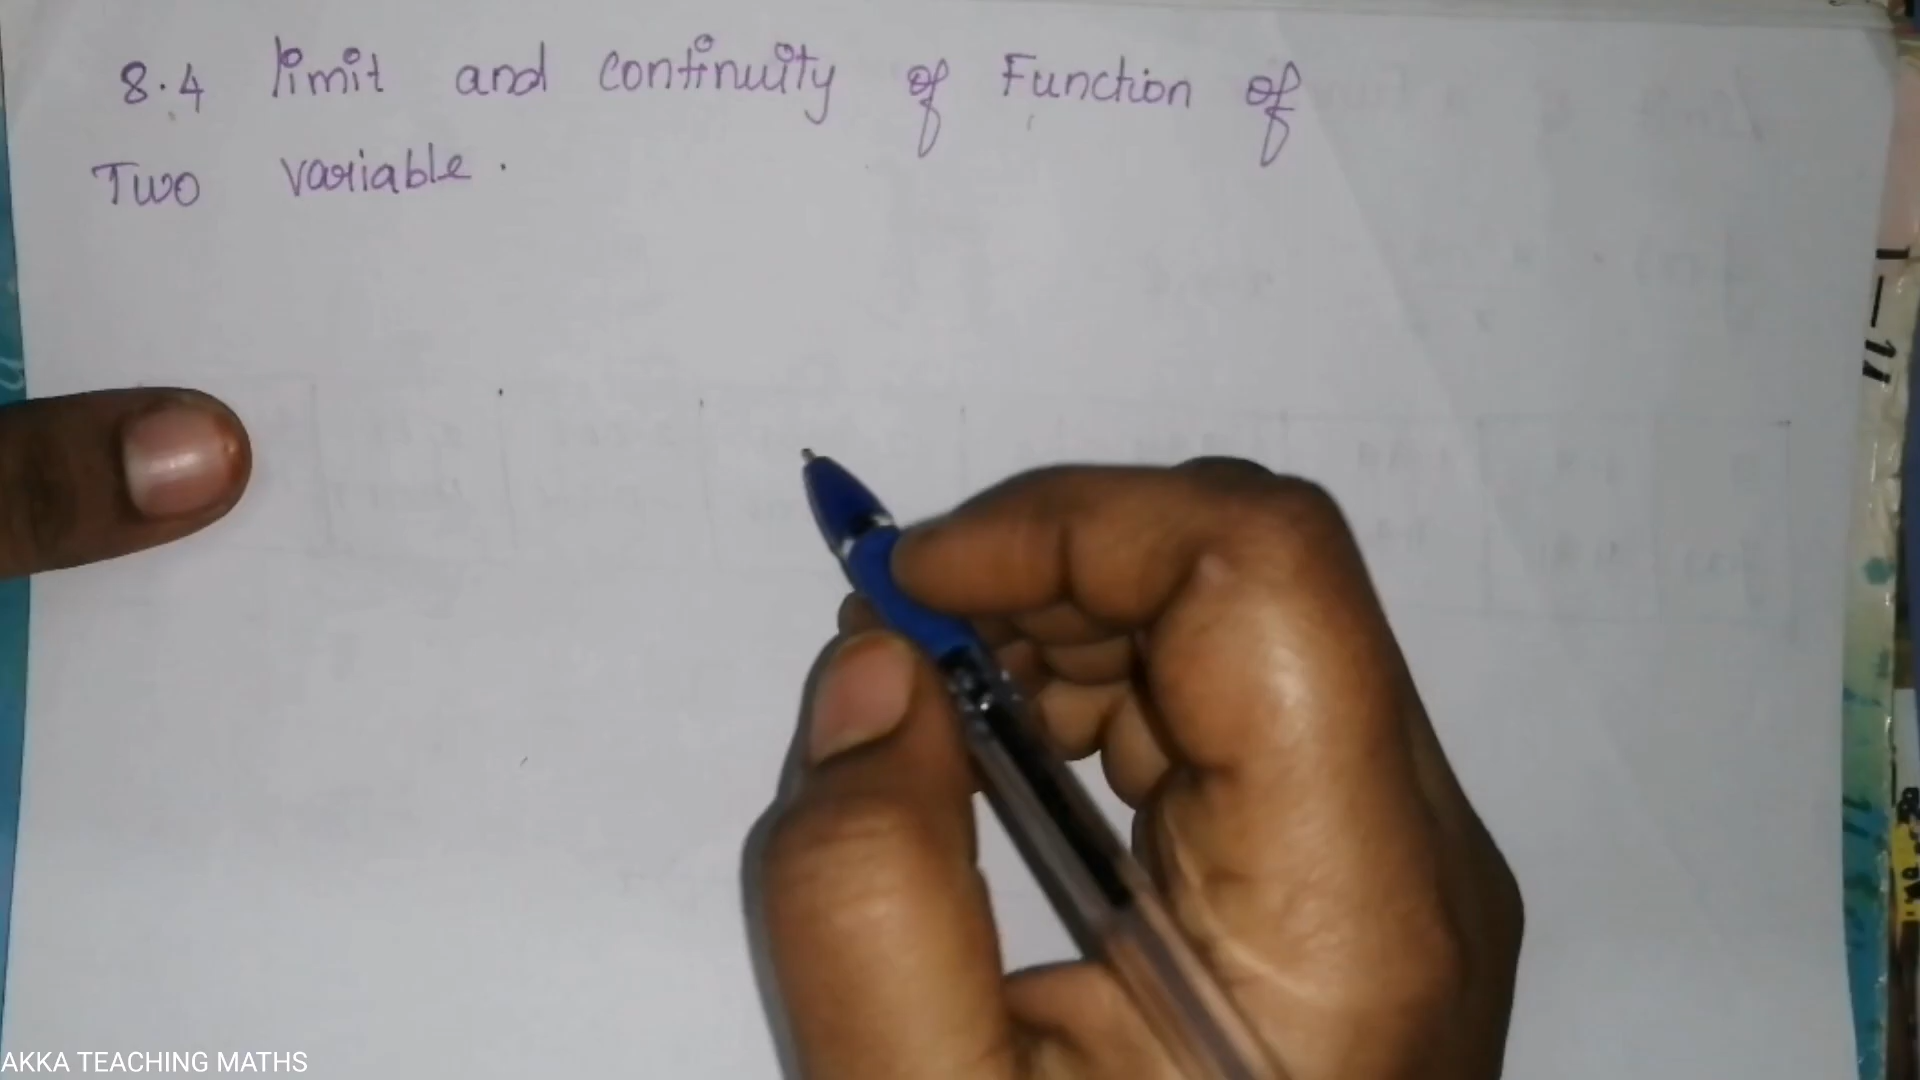 8.4 limit and continuity of Function of
Two variable.
AKKA TEACHING MATHS